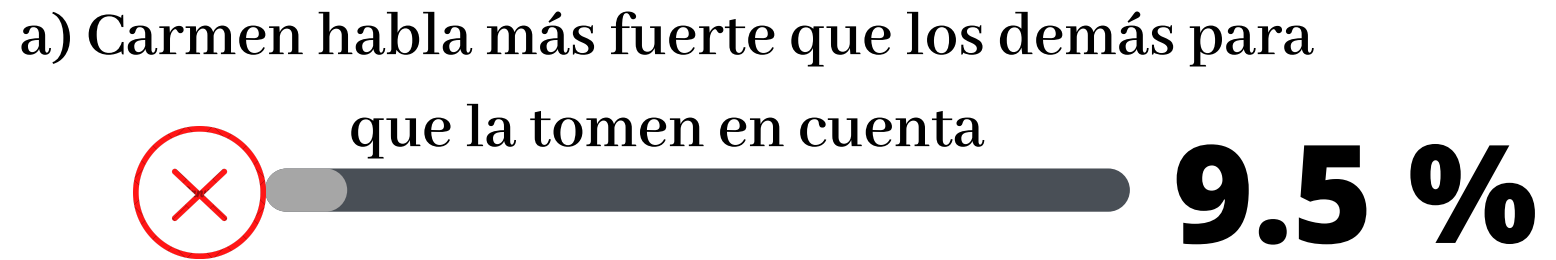 a) Carmen habla más fuerte que los demás para
que la tomen en cuenta
9.5 %